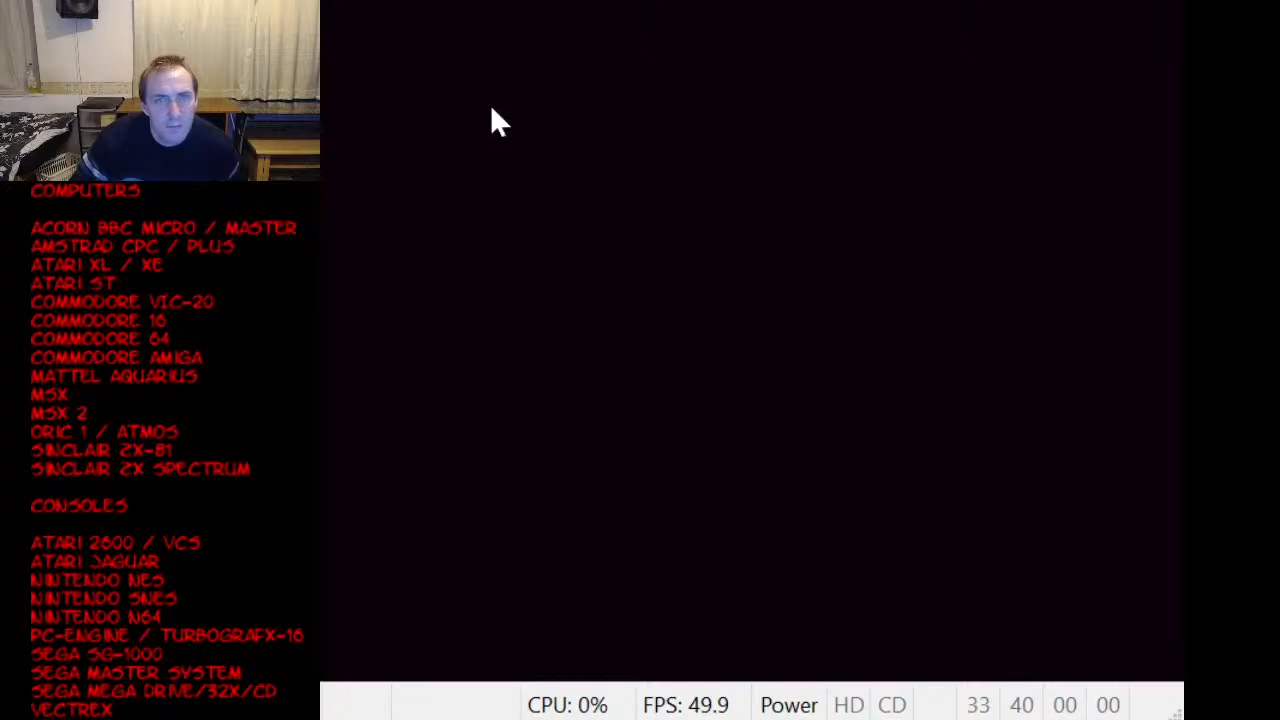 COMPUTERS
ACORN BBC MICRO / MASTER
AMSTRAD CPC / PLUS
ATARI XL / XE
ATARI ST
COMMODORE VIC-20
COMMODORE 16
COMMODORE 64
COMMODORE AMIGA
MATTEL AQUARIUS
MSX
MSX 2
ORIC 1 / ATMOS
SINCLAIR ZX-81
SINCLAIR ZX SPECTRUM
CONSOLES
ATARI 2600 / VCS
ATARI JAGUAR
NINTENDO NES
NINTENDO SNES
NINTENDO N64
PC-ENGINE / TURBOGRAFX-16
SEGA SG-1000
SEGA MASTER SYSTEM
SEGA MEGA DRIVE/32X/CD
VECTREX
CPU: 0% FPS: 49.9 Power HD CD 33 40 00 00